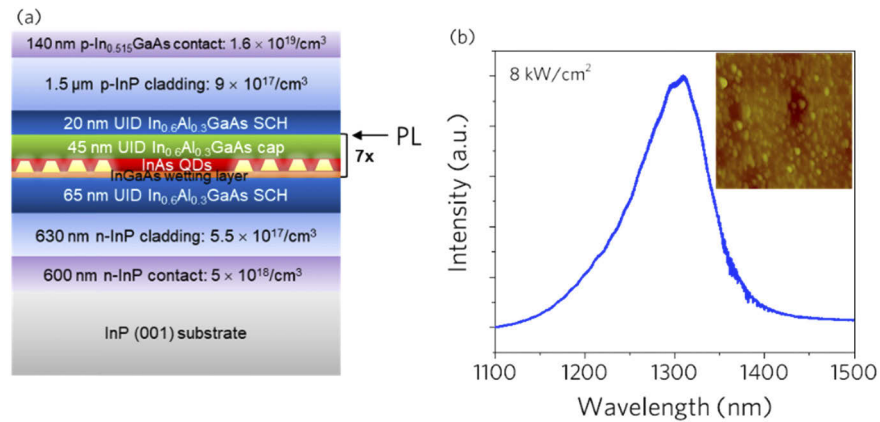 (a)
140 nm p-In0.515GaAs contact: 1.6 × 10¹⁹/cm³
1.5 µm p-InP cladding: 9 × 10¹⁷/cm³
20 nm UID In0.6Al0.3GaAs SCH
45 nm UID In0.6Al0.3GaAs cap
InAs QDs
InGaAs wetting layer
65 nm UID In0.6Al0.3GaAs SCH
630 nm n-InP cladding: 5.5 × 10¹⁷/cm³
600 nm n-InP contact: 5 × 10¹⁸/cm³
InP (001) substrate
PL
7x
(b)
8 kW/cm²
Intensity (a.u.)
1100 1200 1300 1400 1500
Wavelength (nm)